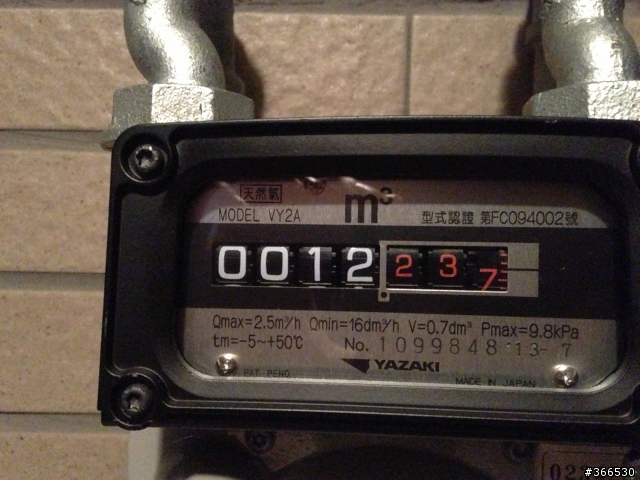 天然氣
MODEL VY2A
m³
型式認證 第FC094002號
0012237
Qmax=2.5m³/h Qmin=16dm³/h V=0.7dm³ Pmax=9.8kPa
tm=-5~+50℃ No. 1099848 '13-7
YAZAKI
PAT PEND
MADE IN JAPAN
#366530